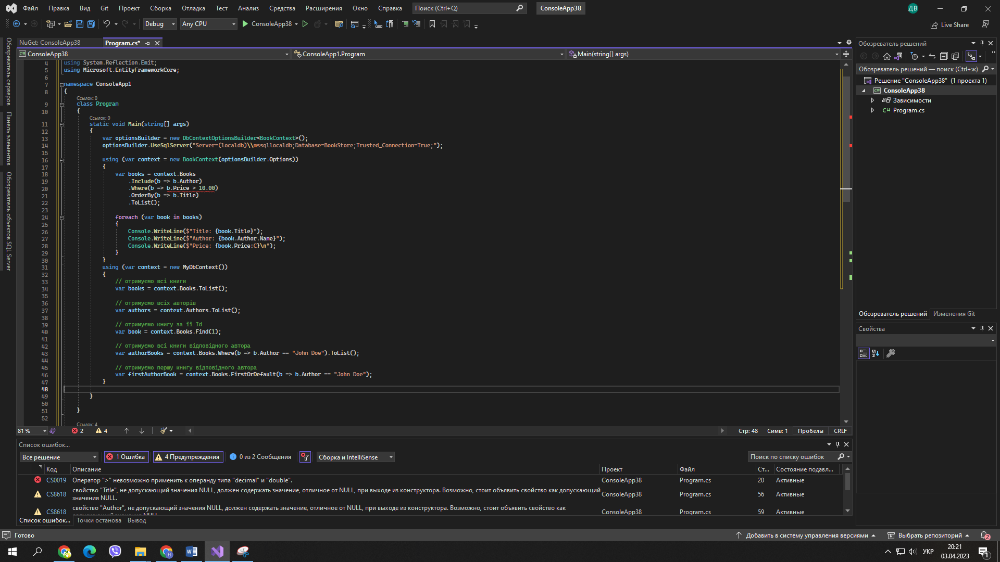 Файл Правка Вид Git Проект Сборка Отладка Тест Анализ Средства Расширения Окно Справка Поиск (Ctrl+Q) ConsoleApp38 ДВ
Debug Any CPU ConsoleApp38 Live Share
NuGet: ConsoleApp38 Program.cs*
ConsoleApp38 ConsoleApp1.Program Main(string[] args)
Обозреватель серверов
Панель элементов
Обозреватель объектов SQL Server
4 using System.Reflection.Emit;
5 using Microsoft.EntityFrameworkCore;
6
7 namespace ConsoleApp1
8 {
Ссылок: 0
9 class Program
10 {
Ссылок: 0
11 static void Main(string[] args)
12 {
13 var optionsBuilder = new DbContextOptionsBuilder<BookContext>();
14 optionsBuilder.UseSqlServer("Server=(localdb)\\mssqllocaldb;Database=BookStore;Trusted_Connection=True;");
15
16 using (var context = new BookContext(optionsBuilder.Options))
17 {
18 var books = context.Books
19 .Include(b => b.Author)
20 .Where(b => b.Price > 10.00)
21 .OrderBy(b => b.Title)
22 .ToList();
23
24 foreach (var book in books)
25 {
26 Console.WriteLine($"Title: {book.Title}");
27 Console.WriteLine($"Author: {book.Author.Name}");
28 Console.WriteLine($"Price: {book.Price:C}\n");
29 }
30 }
31 using (var context = new MyDbContext())
32 {
33 // отримуємо всі книги
34 var books = context.Books.ToList();
35
36 // отримуємо всіх авторів
37 var authors = context.Authors.ToList();
38
39 // отримуємо книгу за її Id
40 var book = context.Books.Find(1);
41
42 // отримуємо всі книги відповідного автора
43 var authorBooks = context.Books.Where(b => b.Author == "John Doe").ToList();
44
45 // отримуємо першу книгу відповідного автора
46 var firstAuthorBook = context.Books.FirstOrDefault(b => b.Author == "John Doe");
47 }
48
49 }
50
51 }
52
Ссылок: 4
81 % 2 4 Стр: 48 Симв: 1 Пробелы CRLF
Список ошибок...
Все решение 1 Ошибка 4 Предупреждения 0 из 2 Сообщения Сборка и IntelliSense Поиск по списку ошибок
Код Описание Проект Файл Ст... Состояние подавл...
CS0019 Оператор ">" невозможно применить к операнду типа "decimal" и "double". ConsoleApp38 Program.cs 20 Активные
CS8618 свойство "Title", не допускающий значения NULL, должен содержать значение, отличное от NULL, при выходе из конструктора. Возможно, стоит объявить свойство как допускающий значения NULL. ConsoleApp38 Program.cs 56 Активные
CS8618 свойство "Author", не допускающий значения NULL, должен содержать значение, отличное от NULL, при выходе из конструктора. Возможно, стоит объявить свойство как ConsoleApp38 Program.cs 59 Активные
Список ошибок... Точки останова Вывод
Обозреватель решений
Обозреватель решений — поиск (Ctrl+ж)
Решение "ConsoleApp38" (1 проекта 1)
ConsoleApp38
Зависимости
C# Program.cs
Обозреватель решений Изменения Git
Свойства
Готово Добавить в систему управления версиями Выбрать репозиторий 2
УКР 20:21
03.04.2023 1